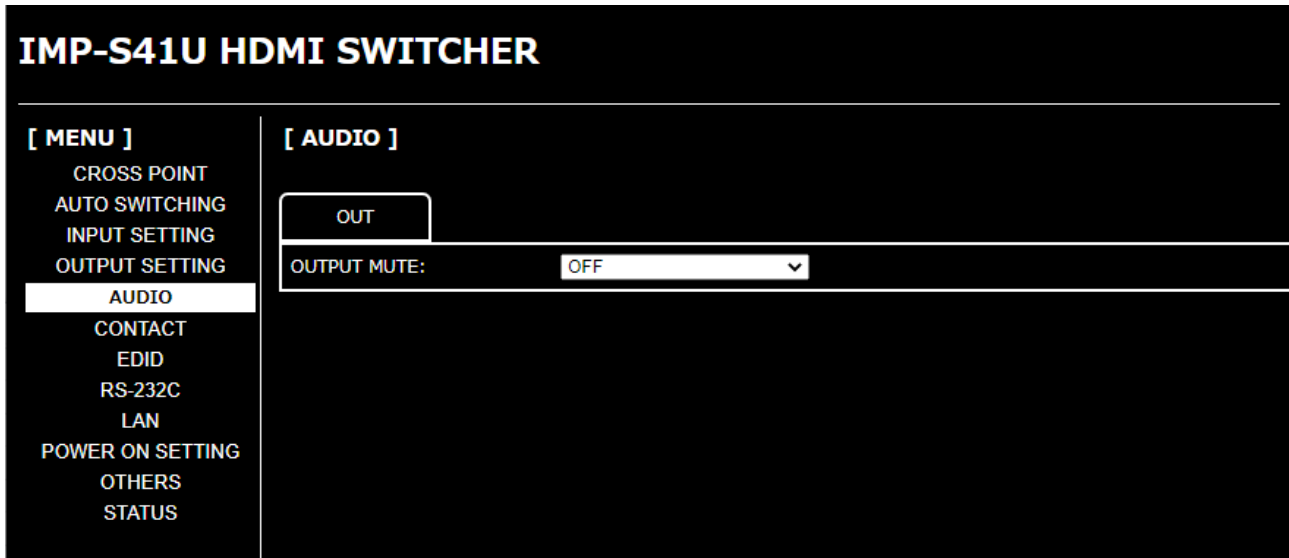 IMP-S41U HDMI SWITCHER
[ MENU ]
CROSS POINT
AUTO SWITCHING
INPUT SETTING
OUTPUT SETTING
AUDIO
CONTACT
EDID
RS-232C
LAN
POWER ON SETTING
OTHERS
STATUS
[ AUDIO ]
OUT
OUTPUT MUTE: OFF